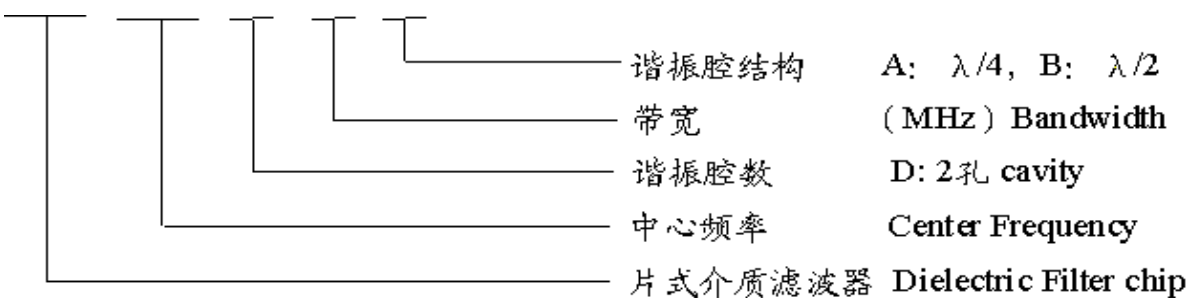 谐振腔结构 A: λ/4, B: λ/2
带宽 (MHz) Bandwidth
谐振腔数 D: 2孔 cavity
中心频率 Center Frequency
片式介质滤波器 Dielectric Filter chip